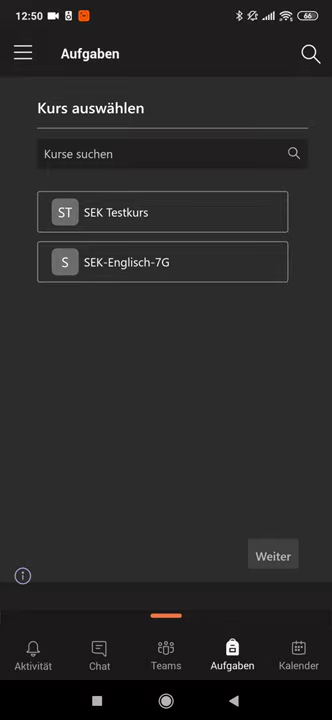 12:50
66
Aufgaben
Kurs auswählen
Kurse suchen
ST SEK Testkurs
S SEK-Englisch-7G
Weiter
Aktivität Chat Teams Aufgaben Kalender